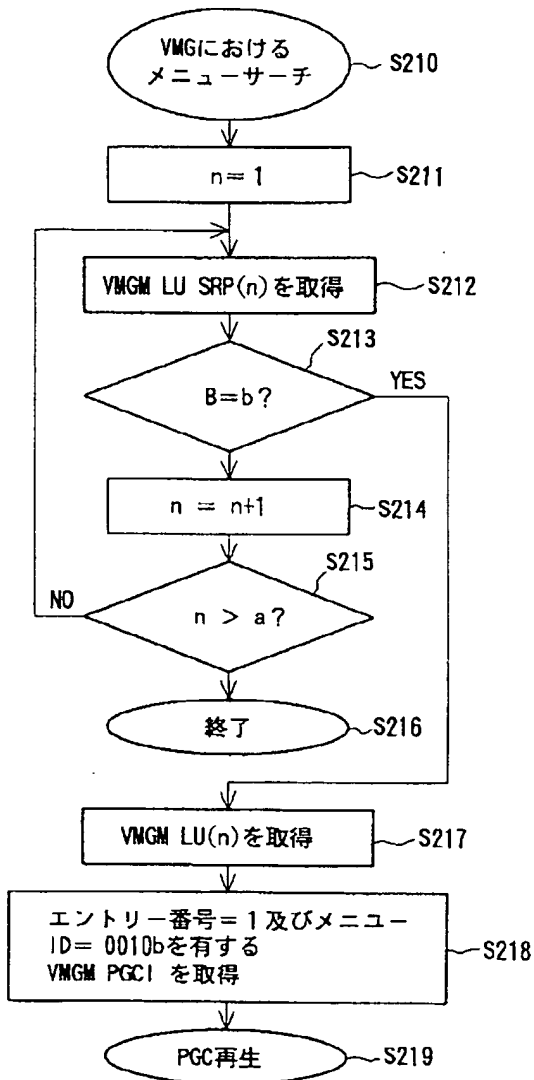 VMGにおける
メニューサーチ
S210
n=1
S211
VMGM LU SRP(n)を取得
S212
S213
B=b?
YES
n = n+1
S214
S215
NO
n > a?
終了
S216
VMGM LU(n)を取得
S217
エントリー番号=1及びメニュー
ID=0010bを有する
VMGM PGCI を取得
S218
PGC再生
S219